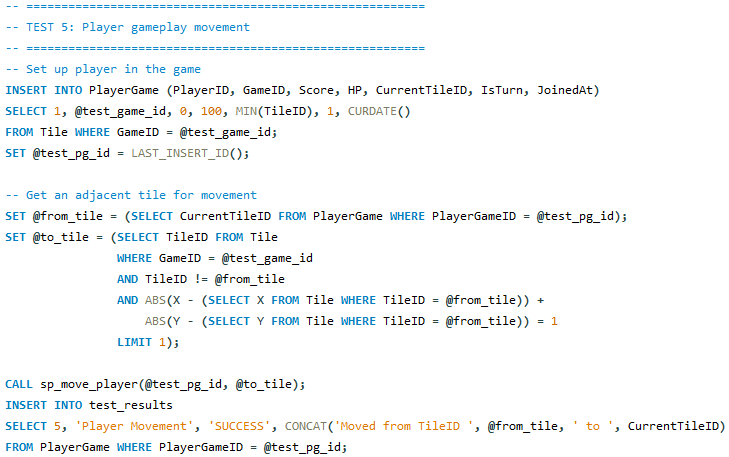 -- =========================================================
-- TEST 5: Player gameplay movement
-- =========================================================
-- Set up player in the game
INSERT INTO PlayerGame (PlayerID, GameID, Score, HP, CurrentTileID, IsTurn, JoinedAt)
SELECT 1, @test_game_id, 0, 100, MIN(TileID), 1, CURDATE()
FROM Tile WHERE GameID = @test_game_id;
SET @test_pg_id = LAST_INSERT_ID();

-- Get an adjacent tile for movement
SET @from_tile = (SELECT CurrentTileID FROM PlayerGame WHERE PlayerGameID = @test_pg_id);
SET @to_tile = (SELECT TileID FROM Tile
                WHERE GameID = @test_game_id
                AND TileID != @from_tile
                AND ABS(X - (SELECT X FROM Tile WHERE TileID = @from_tile)) +
                    ABS(Y - (SELECT Y FROM Tile WHERE TileID = @from_tile)) = 1
                LIMIT 1);

CALL sp_move_player(@test_pg_id, @to_tile);
INSERT INTO test_results
SELECT 5, 'Player Movement', 'SUCCESS', CONCAT('Moved from TileID ', @from_tile, ' to ', CurrentTileID)
FROM PlayerGame WHERE PlayerGameID = @test_pg_id;